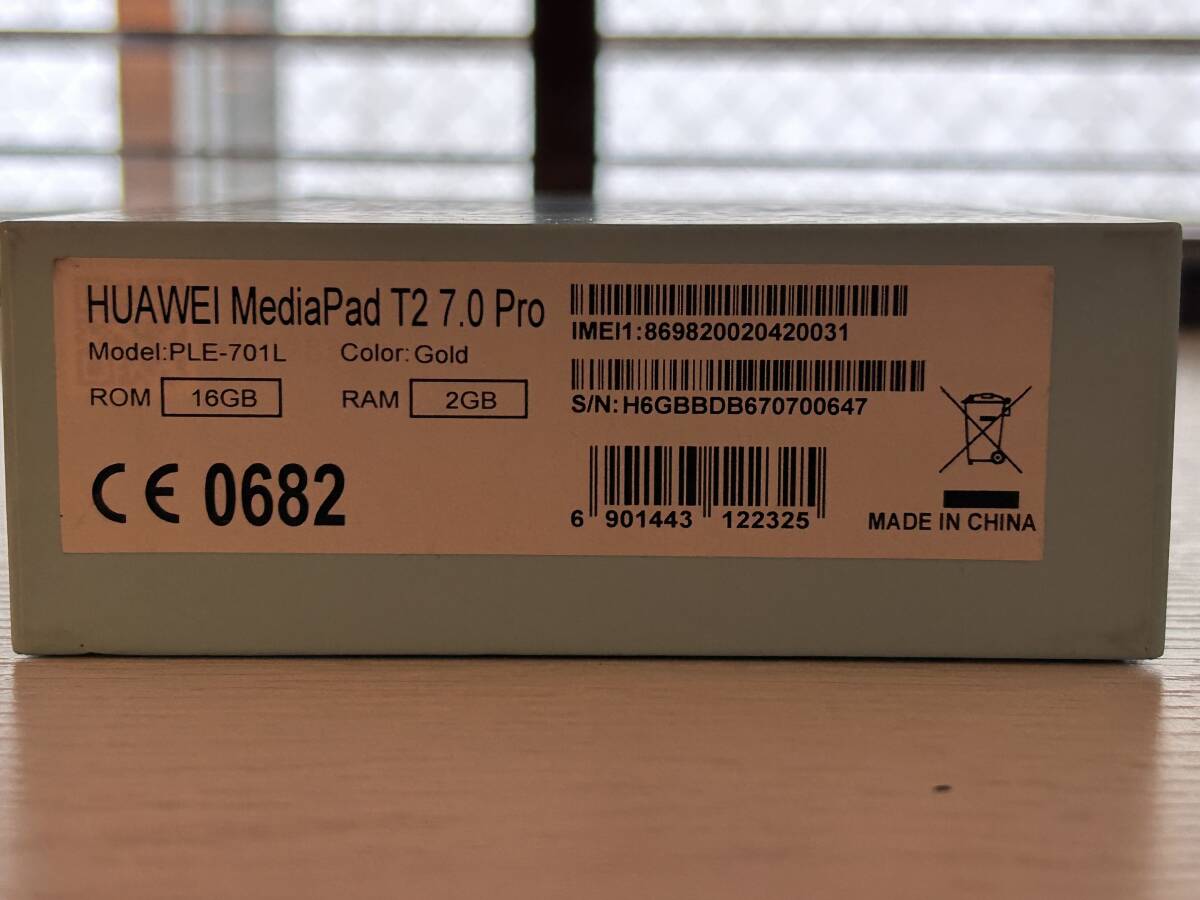 HUAWEI MediaPad T2 7.0 Pro
Model:PLE-701L Color:Gold
ROM 16GB RAM 2GB
CE 0682
IMEI1:869820020420031
S/N:H6GBBDB670700647
6 901443 122325
MADE IN CHINA